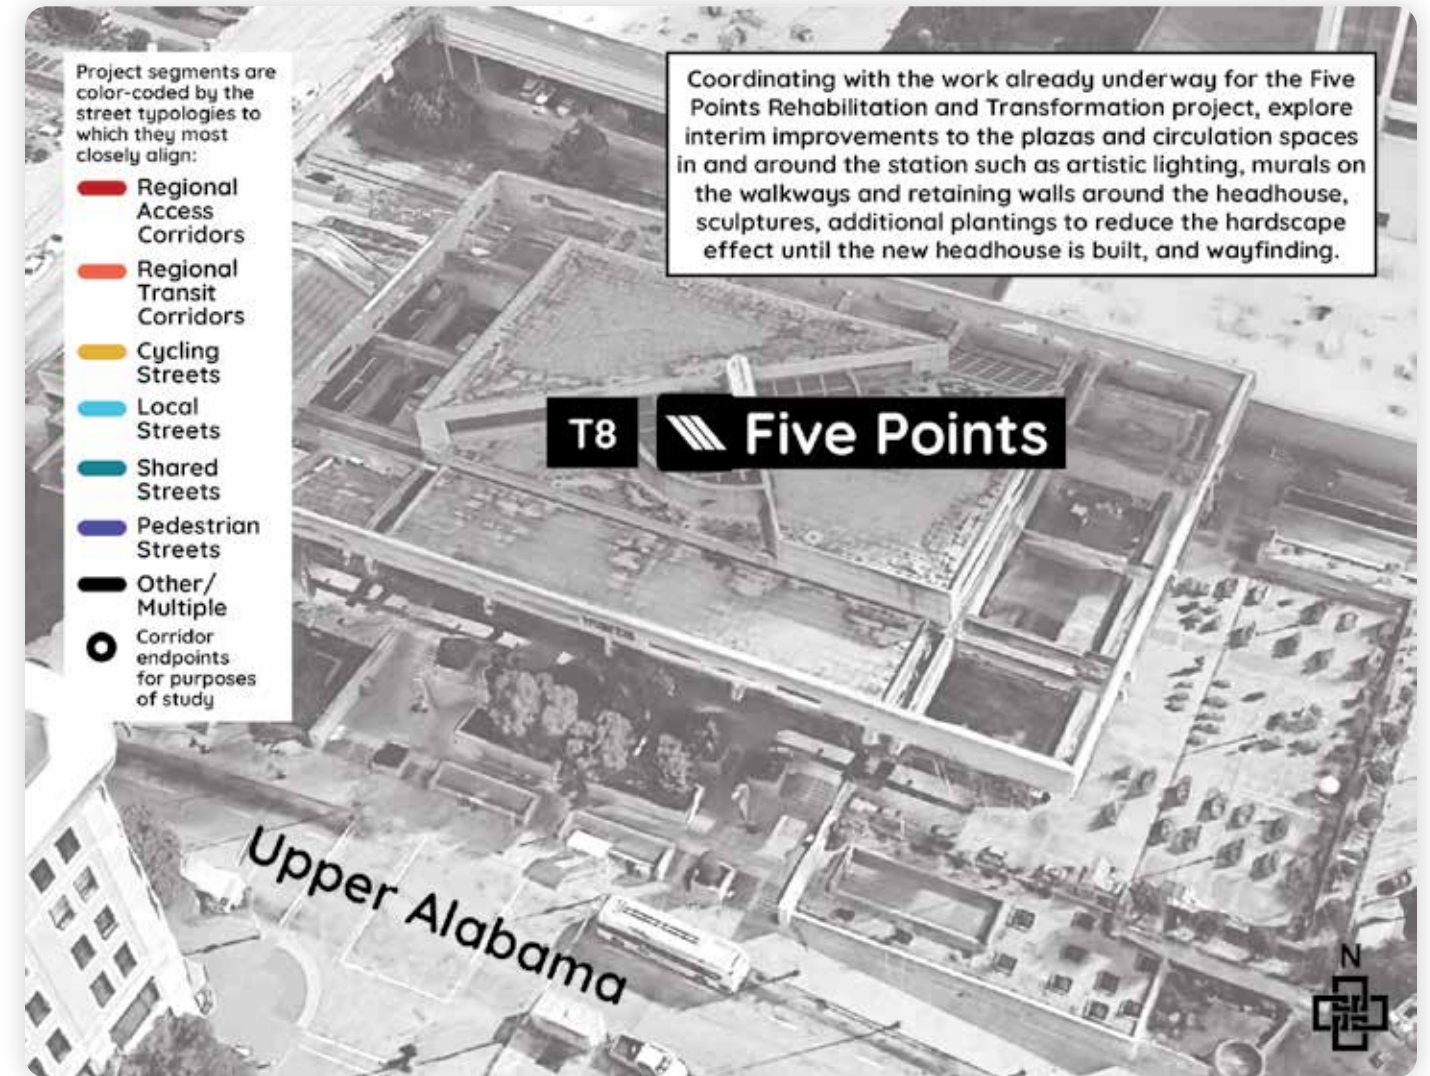 Project segments are
color-coded by the
street typologies to
which they most
closely align:
Regional
Access
Corridors
Regional
Transit
Corridors
Cycling
Streets
Local
Streets
Shared
Streets
Pedestrian
Streets
Other/
Multiple
Corridor
endpoints
for purposes
of study
Coordinating with the work already underway for the Five
Points Rehabilitation and Transformation project, explore
interim improvements to the plazas and circulation spaces
in and around the station such as artistic lighting, murals on
the walkways and retaining walls around the headhouse,
sculptures, additional plantings to reduce the hardscape
effect until the new headhouse is built, and wayfinding.
T8
Five Points
Upper Alabama
N